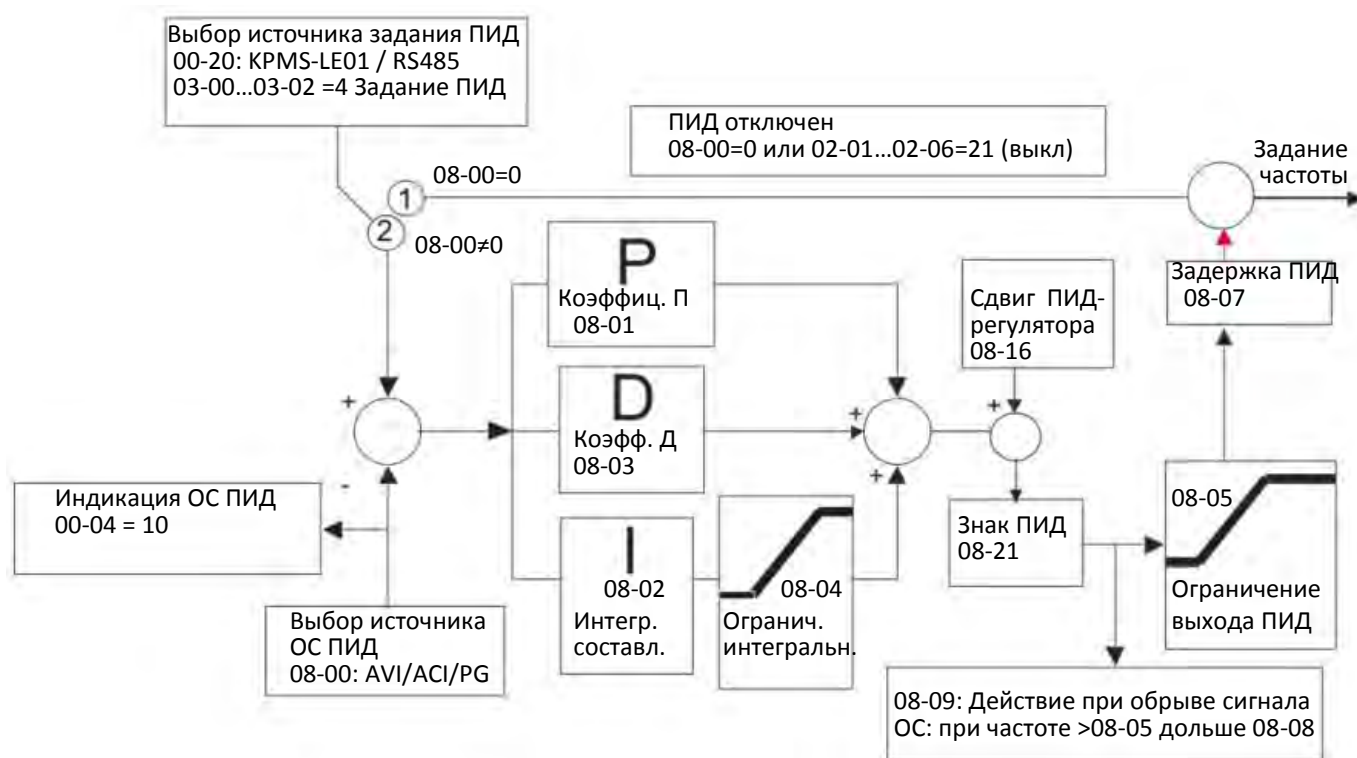 Выбор источника задания ПИД
00-20: KPMS-LE01 / RS485
03-00...03-02 =4 Задание ПИД
ПИД отключен
08-00=0 или 02-01...02-06=21 (выкл)
Задание
частоты
08-00=0
1
2
08-00≠0
P
Коэффиц. П
08-01
Сдвиг ПИД-
регулятора
08-16
Задержка ПИД
08-07
+
D
Коэфф. Д
08-03
+
+
+
-
Индикация ОС ПИД
00-04 = 10
I
08-02
Интегр.
составл.
08-04
Огранич.
интегральн.
Знак ПИД
08-21
08-05
Ограничение
выхода ПИД
Выбор источника
ОС ПИД
08-00: AVI/ACI/PG
08-09: Действие при обрыве сигнала
ОС: при частоте >08-05 дольше 08-08